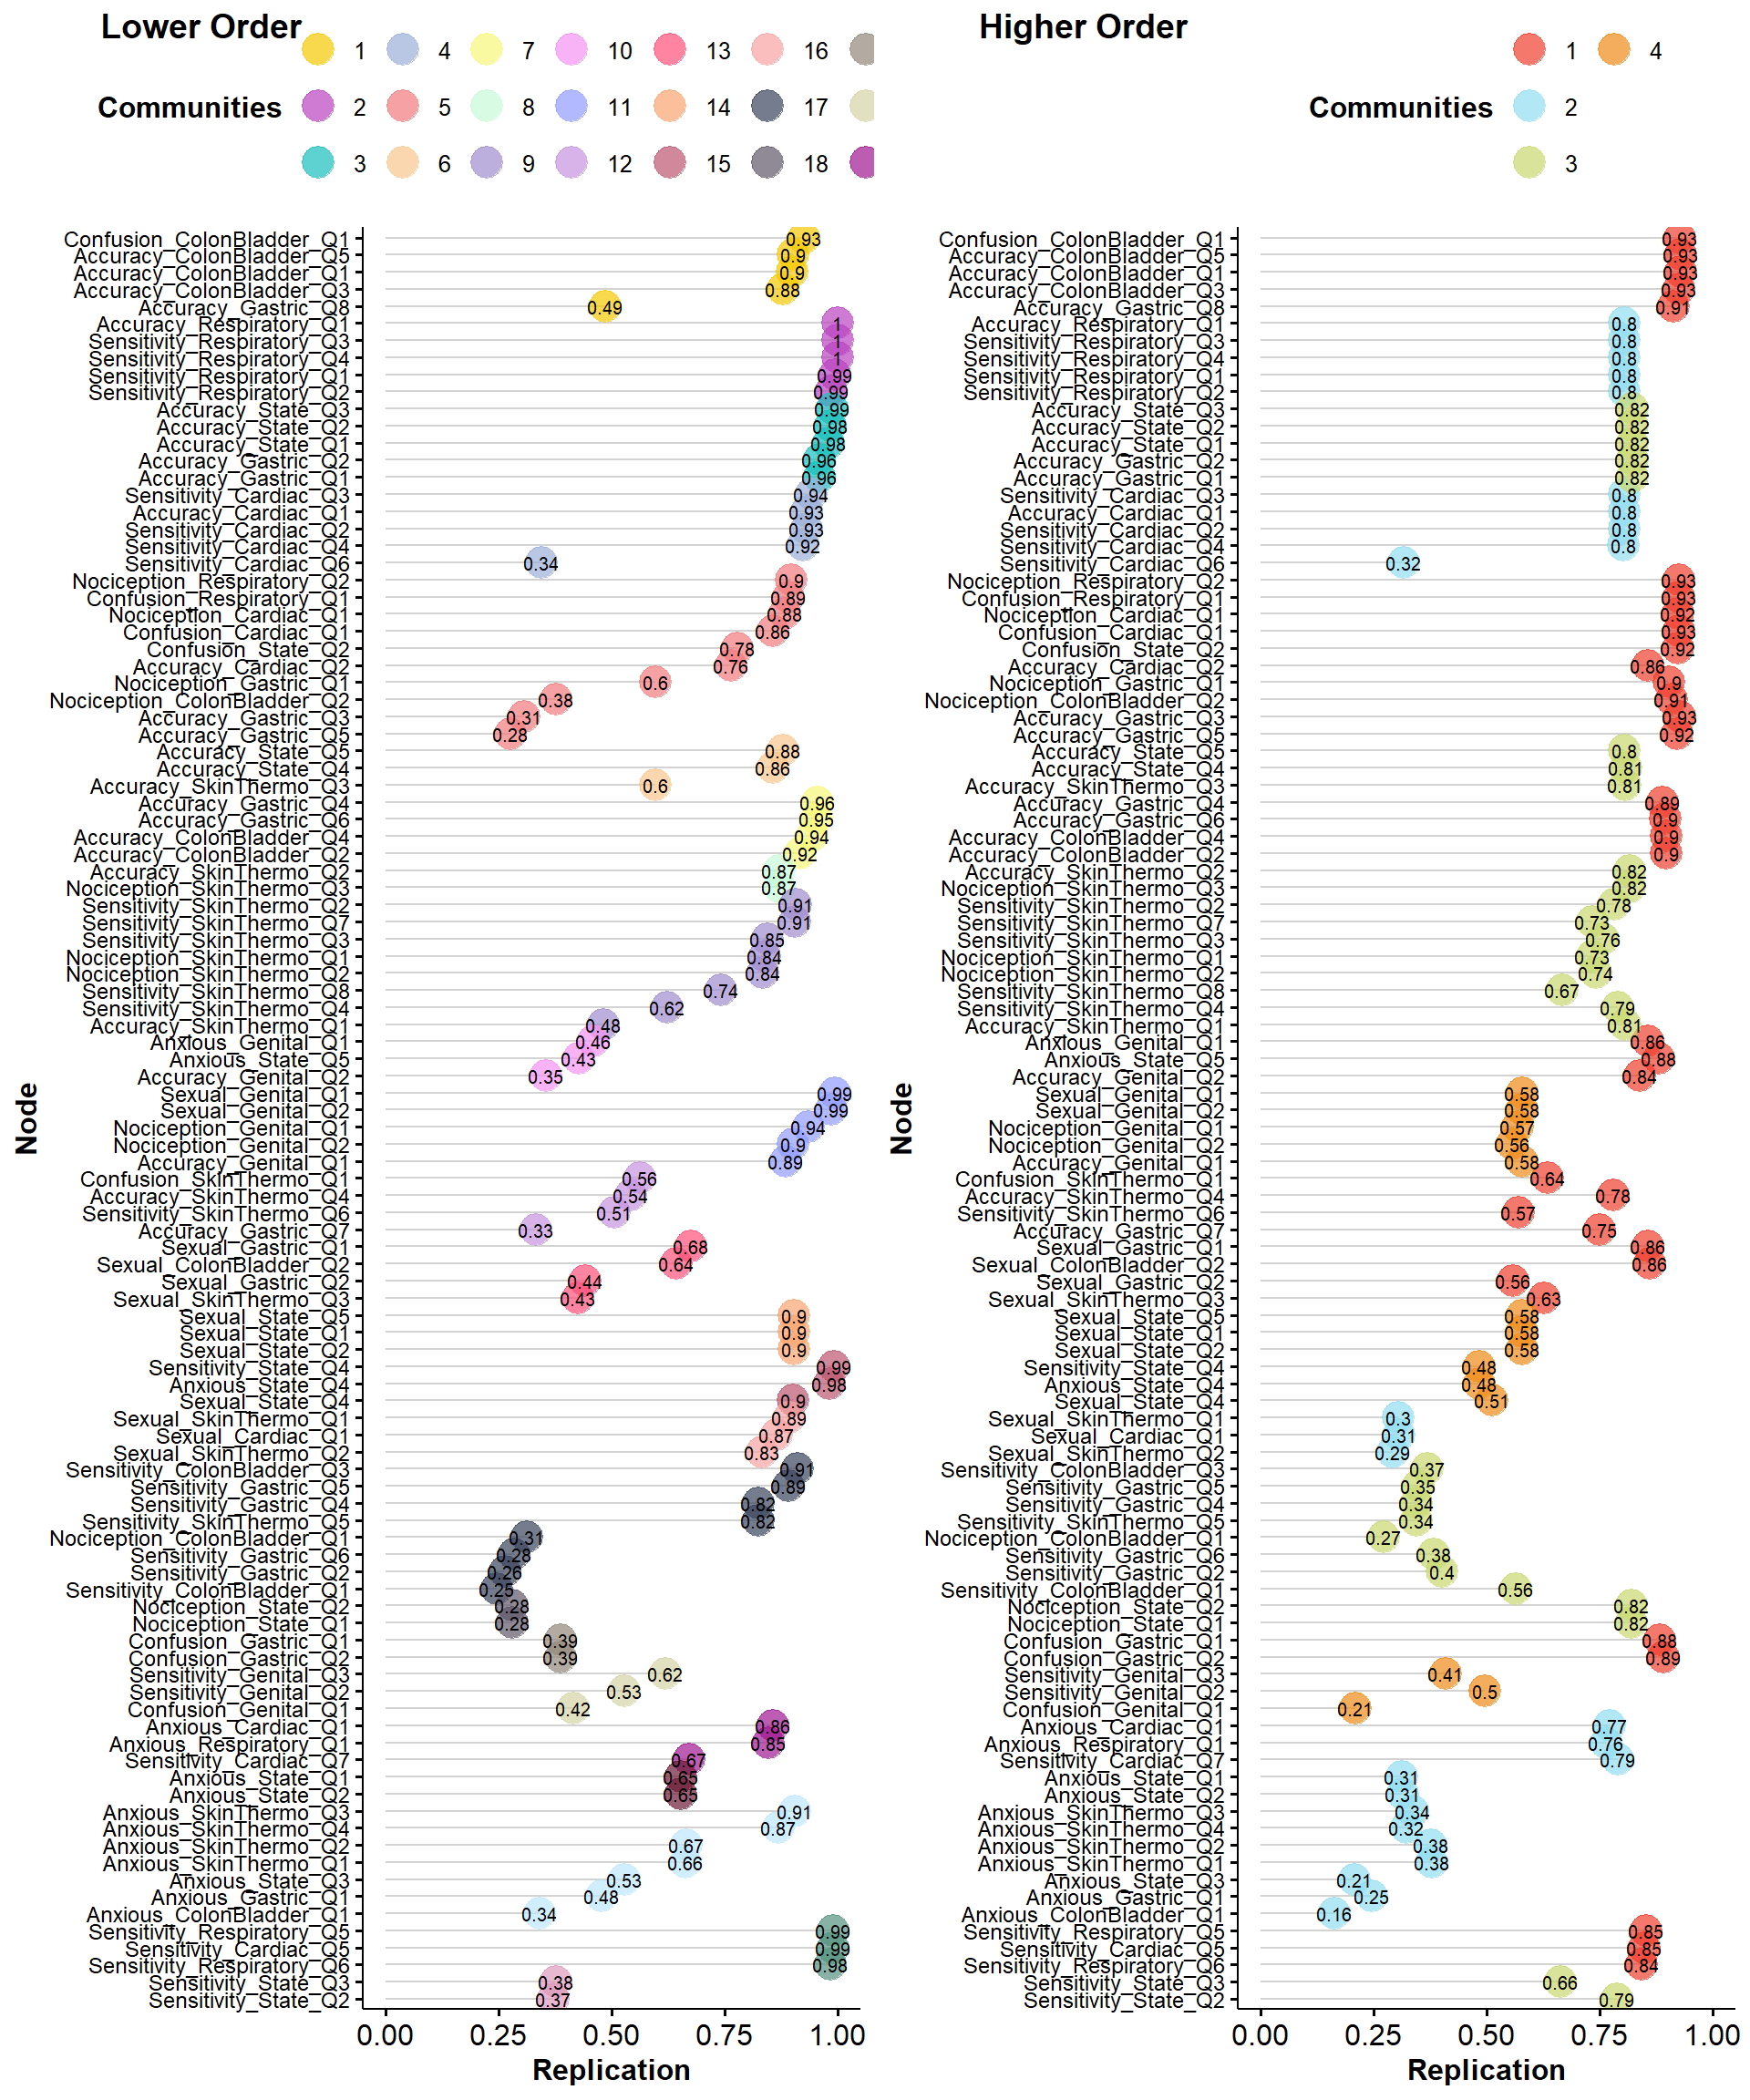 Lower Order
Communities
1 4 7 10 13 16
2 5 8 11 14 17
3 6 9 12 15 18
Node
Confusion_ColonBladder_Q1 0.93
Accuracy_ColonBladder_Q5 0.9
Accuracy_ColonBladder_Q1 0.9
Accuracy_ColonBladder_Q3 0.88
Accuracy_Gastric_Q8 0.49
Accuracy_Respiratory_Q1 1
Sensitivity_Respiratory_Q3 1
Sensitivity_Respiratory_Q4 1
Sensitivity_Respiratory_Q1 0.99
Sensitivity_Respiratory_Q2 0.99
Accuracy_State_Q3 0.99
Accuracy_State_Q2 0.98
Accuracy_State_Q1 0.98
Accuracy_Gastric_Q2 0.96
Accuracy_Gastric_Q1 0.96
Sensitivity_Cardiac_Q3 0.94
Accuracy_Cardiac_Q1 0.93
Sensitivity_Cardiac_Q2 0.93
Sensitivity_Cardiac_Q4 0.92
Sensitivity_Cardiac_Q6 0.34
Nociception_Respiratory_Q2 0.9
Confusion_Respiratory_Q1 0.89
Nociception_Cardiac_Q1 0.88
Confusion_Cardiac_Q1 0.86
Confusion_State_Q2 0.78
Accuracy_Cardiac_Q2 0.76
Nociception_Gastric_Q1 0.6
Nociception_ColonBladder_Q2 0.38
Accuracy_Gastric_Q3 0.31
Accuracy_Gastric_Q5 0.28
Accuracy_State_Q5 0.88
Accuracy_State_Q4 0.86
Accuracy_SkinThermo_Q3 0.6
Accuracy_Gastric_Q4 0.96
Accuracy_Gastric_Q6 0.95
Accuracy_ColonBladder_Q4 0.94
Accuracy_ColonBladder_Q2 0.92
Accuracy_SkinThermo_Q2 0.87
Nociception_SkinThermo_Q3 0.87
Sensitivity_SkinThermo_Q2 0.91
Sensitivity_SkinThermo_Q7 0.91
Sensitivity_SkinThermo_Q3 0.85
Nociception_SkinThermo_Q1 0.84
Nociception_SkinThermo_Q2 0.84
Sensitivity_SkinThermo_Q8 0.74
Sensitivity_SkinThermo_Q4 0.62
Accuracy_SkinThermo_Q1 0.48
Anxious_Genital_Q1 0.46
Anxious_State_Q5 0.43
Accuracy_Genital_Q2 0.35
Sexual_Genital_Q1 0.99
Sexual_Genital_Q2 0.99
Nociception_Genital_Q1 0.94
Nociception_Genital_Q2 0.9
Accuracy_Genital_Q1 0.89
Confusion_SkinThermo_Q1 0.56
Accuracy_SkinThermo_Q4 0.54
Sensitivity_SkinThermo_Q6 0.51
Accuracy_Gastric_Q7 0.33
Sexual_Gastric_Q1 0.68
Sexual_ColonBladder_Q2 0.64
Sexual_Gastric_Q2 0.44
Sexual_SkinThermo_Q3 0.43
Sexual_State_Q5 0.9
Sexual_State_Q1 0.9
Sexual_State_Q2 0.9
Sensitivity_State_Q4 0.99
Anxious_State_Q4 0.98
Sexual_State_Q4 0.9
Sexual_SkinThermo_Q1 0.89
Sexual_Cardiac_Q1 0.87
Sexual_SkinThermo_Q2 0.83
Sensitivity_ColonBladder_Q3 0.91
Sensitivity_Gastric_Q5 0.89
Sensitivity_Gastric_Q4 0.82
Sensitivity_SkinThermo_Q5 0.82
Nociception_ColonBladder_Q1 0.31
Sensitivity_Gastric_Q6 0.28
Sensitivity_Gastric_Q2 0.26
Sensitivity_ColonBladder_Q1 0.25
Nociception_State_Q2 0.28
Nociception_State_Q1 0.28
Confusion_Gastric_Q1 0.39
Confusion_Gastric_Q2 0.39
Sensitivity_Genital_Q3 0.62
Sensitivity_Genital_Q2 0.53
Confusion_Genital_Q1 0.42
Anxious_Cardiac_Q1 0.86
Anxious_Respiratory_Q1 0.85
Sensitivity_Cardiac_Q7 0.67
Anxious_State_Q1 0.65
Anxious_State_Q2 0.65
Anxious_SkinThermo_Q3 0.91
Anxious_SkinThermo_Q4 0.87
Anxious_SkinThermo_Q2 0.67
Anxious_SkinThermo_Q1 0.66
Anxious_State_Q3 0.53
Anxious_Gastric_Q1 0.48
Anxious_ColonBladder_Q1 0.34
Sensitivity_Respiratory_Q5 0.99
Sensitivity_Cardiac_Q5 0.99
Sensitivity_Respiratory_Q6 0.98
Sensitivity_State_Q3 0.38
Sensitivity_State_Q2 0.37
0.00 0.25 0.50 0.75 1.00
Replication
Higher Order
Communities
1 4
2
3
Node
Confusion_ColonBladder_Q1 0.93
Accuracy_ColonBladder_Q5 0.93
Accuracy_ColonBladder_Q1 0.93
Accuracy_ColonBladder_Q3 0.93
Accuracy_Gastric_Q8 0.91
Accuracy_Respiratory_Q1 0.8
Sensitivity_Respiratory_Q3 0.8
Sensitivity_Respiratory_Q4 0.8
Sensitivity_Respiratory_Q1 0.8
Sensitivity_Respiratory_Q2 0.8
Accuracy_State_Q3 0.82
Accuracy_State_Q2 0.82
Accuracy_State_Q1 0.82
Accuracy_Gastric_Q2 0.82
Accuracy_Gastric_Q1 0.82
Sensitivity_Cardiac_Q3 0.8
Accuracy_Cardiac_Q1 0.8
Sensitivity_Cardiac_Q2 0.8
Sensitivity_Cardiac_Q4 0.8
Sensitivity_Cardiac_Q6 0.32
Nociception_Respiratory_Q2 0.93
Confusion_Respiratory_Q1 0.93
Nociception_Cardiac_Q1 0.92
Confusion_Cardiac_Q1 0.93
Confusion_State_Q2 0.92
Accuracy_Cardiac_Q2 0.86
Nociception_Gastric_Q1 0.9
Nociception_ColonBladder_Q2 0.91
Accuracy_Gastric_Q3 0.93
Accuracy_Gastric_Q5 0.92
Accuracy_State_Q5 0.8
Accuracy_State_Q4 0.81
Accuracy_SkinThermo_Q3 0.81
Accuracy_Gastric_Q4 0.89
Accuracy_Gastric_Q6 0.9
Accuracy_ColonBladder_Q4 0.9
Accuracy_ColonBladder_Q2 0.9
Accuracy_SkinThermo_Q2 0.82
Nociception_SkinThermo_Q3 0.82
Sensitivity_SkinThermo_Q2 0.78
Sensitivity_SkinThermo_Q7 0.73
Sensitivity_SkinThermo_Q3 0.76
Nociception_SkinThermo_Q1 0.73
Nociception_SkinThermo_Q2 0.74
Sensitivity_SkinThermo_Q8 0.67
Sensitivity_SkinThermo_Q4 0.79
Accuracy_SkinThermo_Q1 0.81
Anxious_Genital_Q1 0.86
Anxious_State_Q5 0.88
Accuracy_Genital_Q2 0.84
Sexual_Genital_Q1 0.58
Sexual_Genital_Q2 0.58
Nociception_Genital_Q1 0.57
Nociception_Genital_Q2 0.56
Accuracy_Genital_Q1 0.58
Confusion_SkinThermo_Q1 0.64
Accuracy_SkinThermo_Q4 0.78
Sensitivity_SkinThermo_Q6 0.57
Accuracy_Gastric_Q7 0.75
Sexual_Gastric_Q1 0.86
Sexual_ColonBladder_Q2 0.86
Sexual_Gastric_Q2 0.56
Sexual_SkinThermo_Q3 0.63
Sexual_State_Q5 0.58
Sexual_State_Q1 0.58
Sexual_State_Q2 0.58
Sensitivity_State_Q4 0.48
Anxious_State_Q4 0.48
Sexual_State_Q4 0.51
Sexual_SkinThermo_Q1 0.3
Sexual_Cardiac_Q1 0.31
Sexual_SkinThermo_Q2 0.29
Sensitivity_ColonBladder_Q3 0.37
Sensitivity_Gastric_Q5 0.35
Sensitivity_Gastric_Q4 0.34
Sensitivity_SkinThermo_Q5 0.34
Nociception_ColonBladder_Q1 0.27
Sensitivity_Gastric_Q6 0.38
Sensitivity_Gastric_Q2 0.4
Sensitivity_ColonBladder_Q1 0.56
Nociception_State_Q2 0.82
Nociception_State_Q1 0.82
Confusion_Gastric_Q1 0.88
Confusion_Gastric_Q2 0.89
Sensitivity_Genital_Q3 0.41
Sensitivity_Genital_Q2 0.5
Confusion_Genital_Q1 0.21
Anxious_Cardiac_Q1 0.77
Anxious_Respiratory_Q1 0.76
Sensitivity_Cardiac_Q7 0.79
Anxious_State_Q1 0.31
Anxious_State_Q2 0.31
Anxious_SkinThermo_Q3 0.34
Anxious_SkinThermo_Q4 0.32
Anxious_SkinThermo_Q2 0.38
Anxious_SkinThermo_Q1 0.38
Anxious_State_Q3 0.21
Anxious_Gastric_Q1 0.25
Anxious_ColonBladder_Q1 0.16
Sensitivity_Respiratory_Q5 0.85
Sensitivity_Cardiac_Q5 0.85
Sensitivity_Respiratory_Q6 0.84
Sensitivity_State_Q3 0.66
Sensitivity_State_Q2 0.79
0.00 0.25 0.50 0.75 1.00
Replication